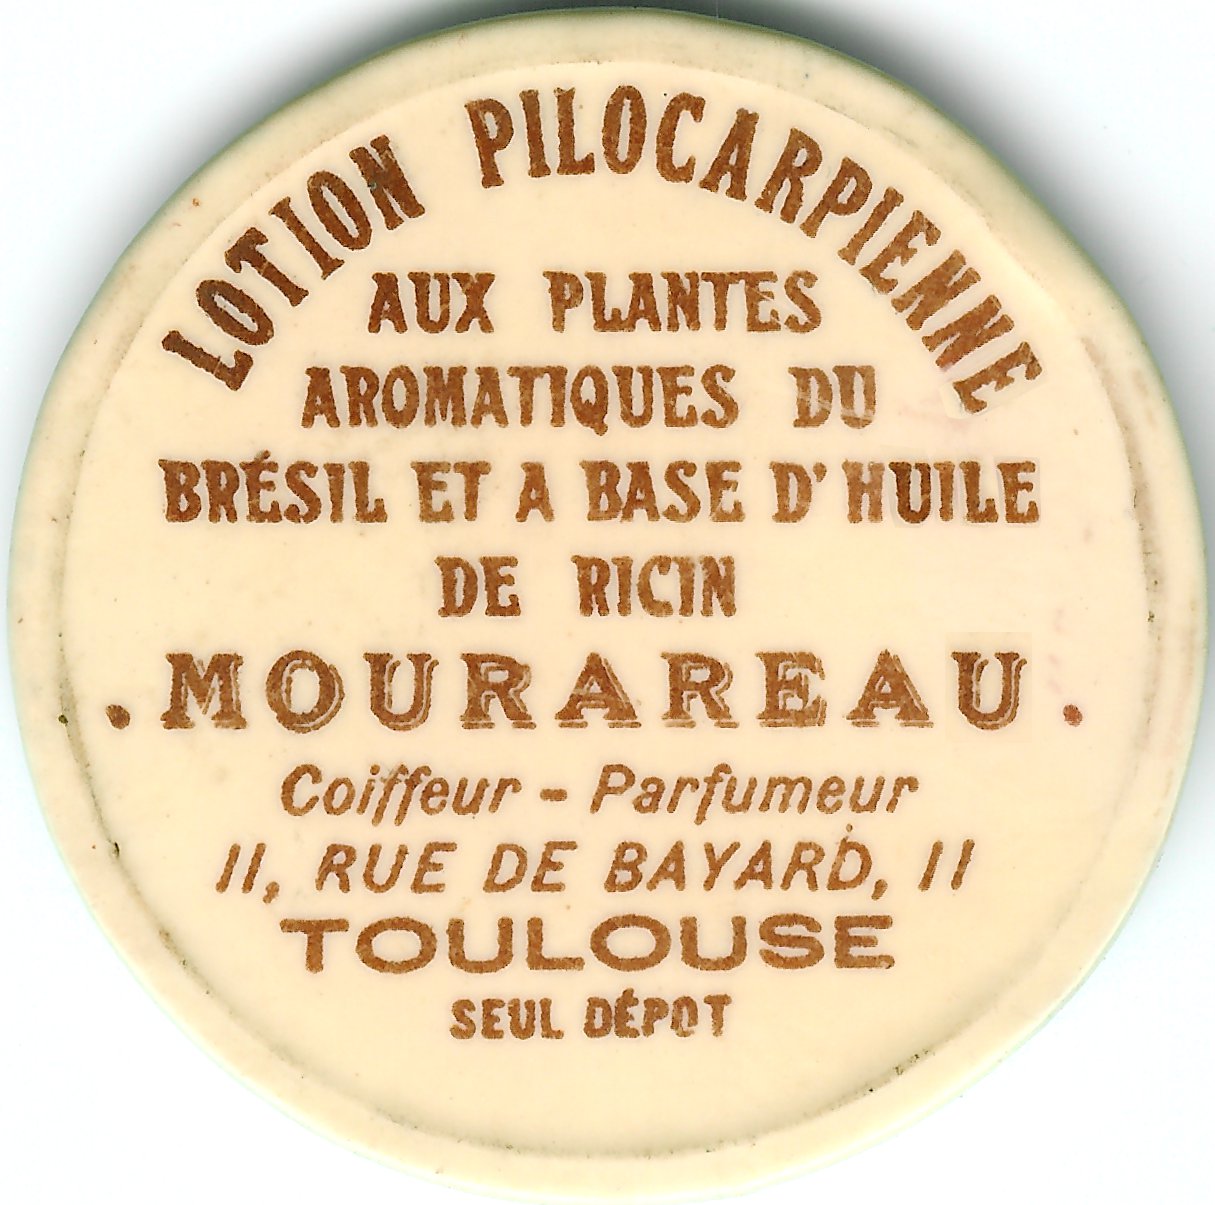 LOTION PILOCARPIENNE
AUX PLANTES
AROMATIQUES DU
BRÉSIL ET A BASE D'HUILE
DE RICIN
. MOURAREAU .
Coiffeur - Parfumeur
11, RUE DE BAYARD, 11
TOULOUSE
SEUL DÉPOT